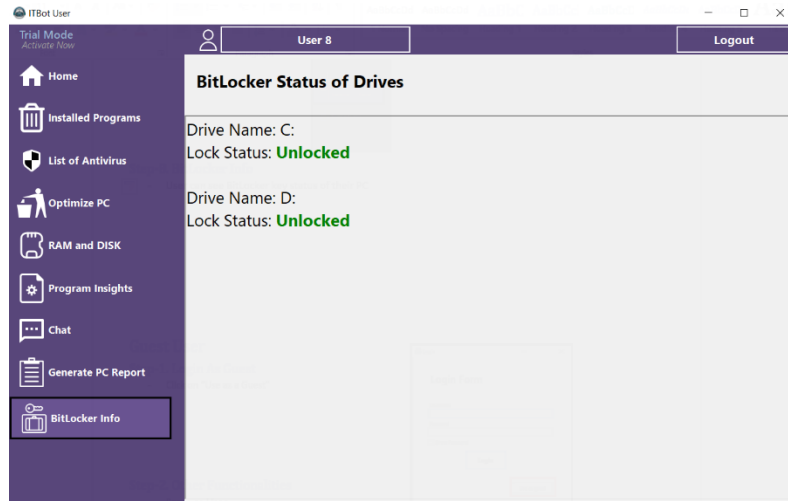 ITBot User
Trial Mode
Activate Now
User 8
Logout
Home
Installed Programs
List of Antivirus
Optimize PC
RAM and DISK
Program Insights
Chat
Generate PC Report
BitLocker Info
BitLocker Status of Drives
Drive Name: C:
Lock Status: Unlocked
Drive Name: D:
Lock Status: Unlocked